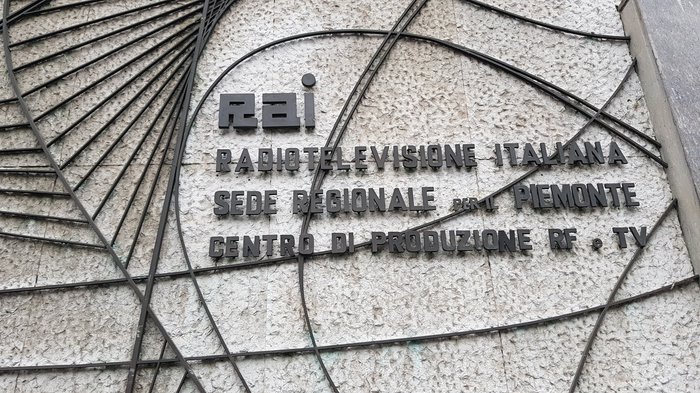 Rai
RADIOTELEVISIONE ITALIANA
SEDE REGIONALE PER IL PIEMONTE
CENTRO DI PRODUZIONE RF e TV